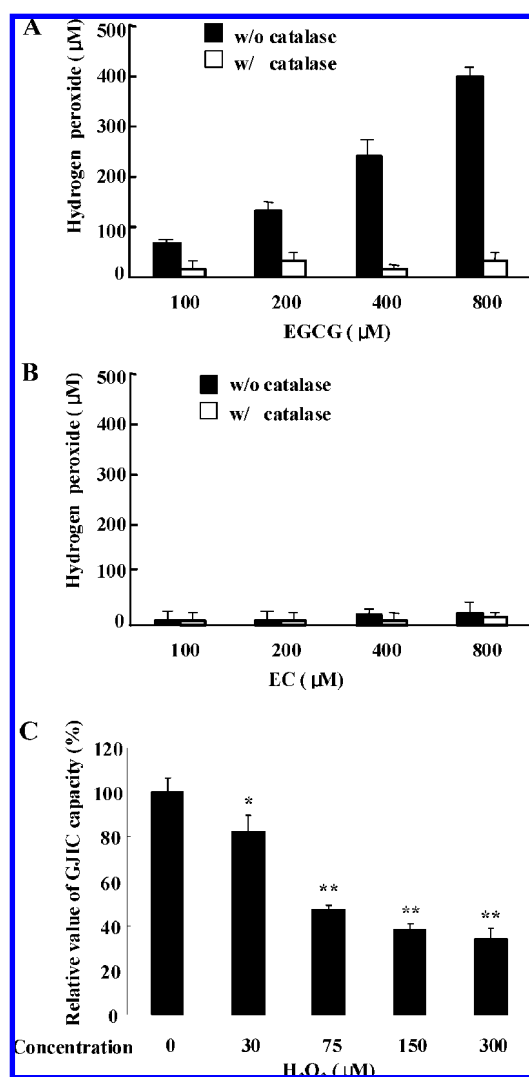 A
w/o catalase
w/ catalase
Hydrogen peroxide (μM)
500
400
300
200
100
0
100 200 400 800
EGCG (μM)
B
w/o catalase
w/ catalase
Hydrogen peroxide (μM)
500
400
300
200
100
0
100 200 400 800
EC (μM)
C
Relative value of GJIC capacity (%)
120
100
80
60
40
20
0
*
**
**
**
Concentration 0 30 75 150 300
H₂O₂ (μM)